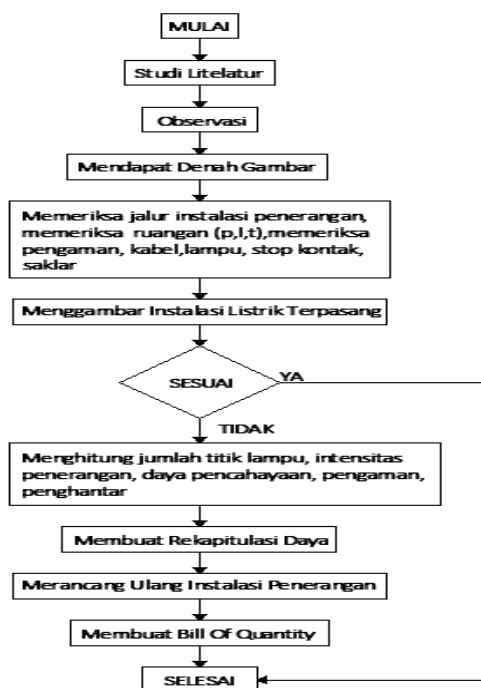 MULAI
Studi Litelatur
Observasi
Mendapat Denah Gambar
Memeriksa jalur instalasi penerangan,
memeriksa ruangan (p,l,t),memeriksa
pengaman, kabel,lampu, stop kontak,
saklar
Menggambar Instalasi Listrik Terpasang
SESUAI
YA
TIDAK
Menghitung jumlah titik lampu, intensitas
penerangan, daya pencahayaan, pengaman,
penghantar
Membuat Rekapitulasi Daya
Merancang Ulang Instalasi Penerangan
Membuat Bill Of Quantity
SELESAI